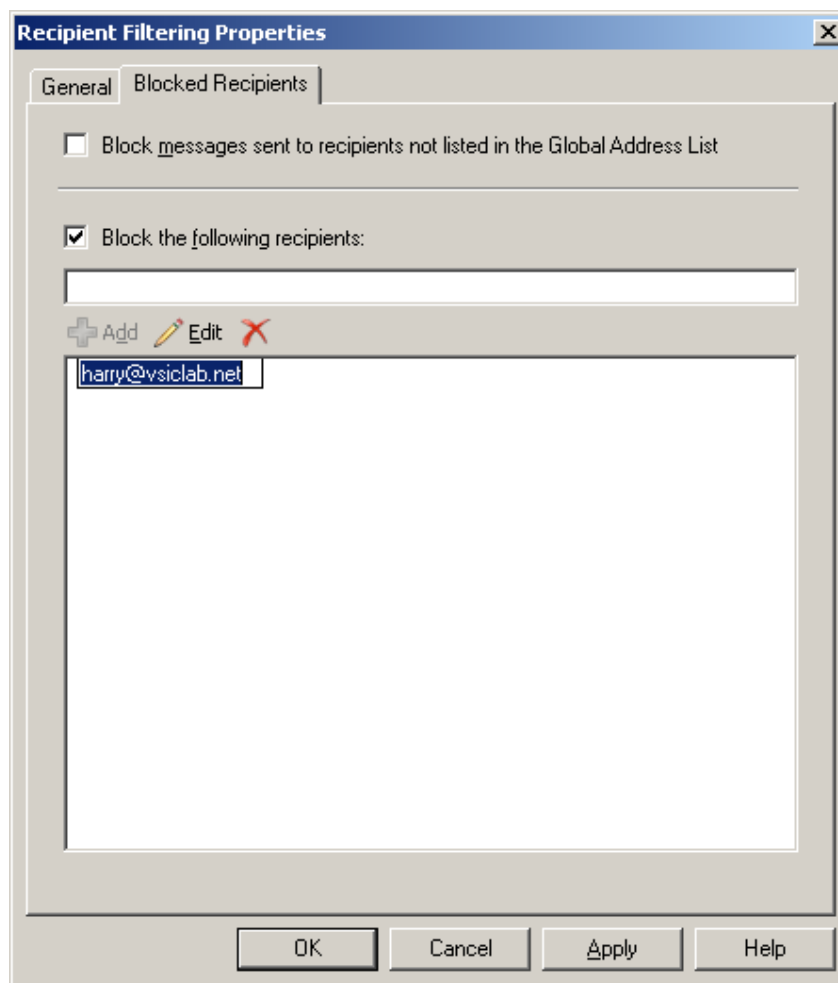 Recipient Filtering Properties
General Blocked Recipients
Block messages sent to recipients not listed in the Global Address List
Block the following recipients:
Add Edit
harry@vsiclab.net
OK Cancel Apply Help